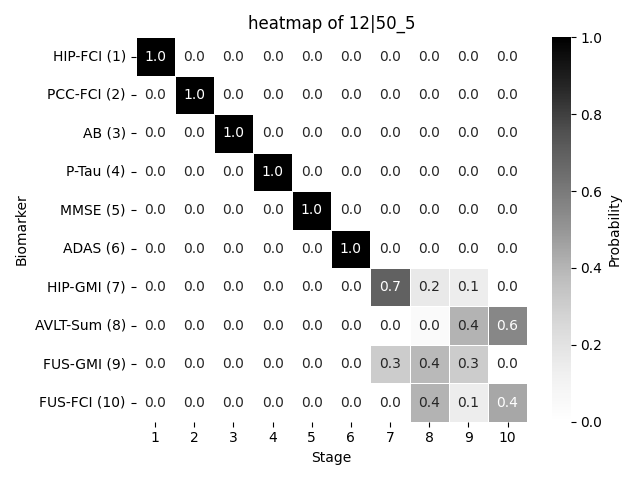 heatmap of 12|50_5
HIP-FCI (1) 1.0 0.0 0.0 0.0 0.0 0.0 0.0 0.0 0.0 0.0
PCC-FCI (2) 0.0 1.0 0.0 0.0 0.0 0.0 0.0 0.0 0.0 0.0
AB (3) 0.0 0.0 1.0 0.0 0.0 0.0 0.0 0.0 0.0 0.0
P-Tau (4) 0.0 0.0 0.0 1.0 0.0 0.0 0.0 0.0 0.0 0.0
MMSE (5) 0.0 0.0 0.0 0.0 1.0 0.0 0.0 0.0 0.0 0.0
ADAS (6) 0.0 0.0 0.0 0.0 0.0 1.0 0.0 0.0 0.0 0.0
HIP-GMI (7) 0.0 0.0 0.0 0.0 0.0 0.0 0.7 0.2 0.1 0.0
AVLT-Sum (8) 0.0 0.0 0.0 0.0 0.0 0.0 0.0 0.0 0.4 0.6
FUS-GMI (9) 0.0 0.0 0.0 0.0 0.0 0.0 0.3 0.4 0.3 0.0
FUS-FCI (10) 0.0 0.0 0.0 0.0 0.0 0.0 0.0 0.4 0.1 0.4
1 2 3 4 5 6 7 8 9 10
Stage
Biomarker
1.0
0.8
0.6
0.4
0.2
0.0
Probability